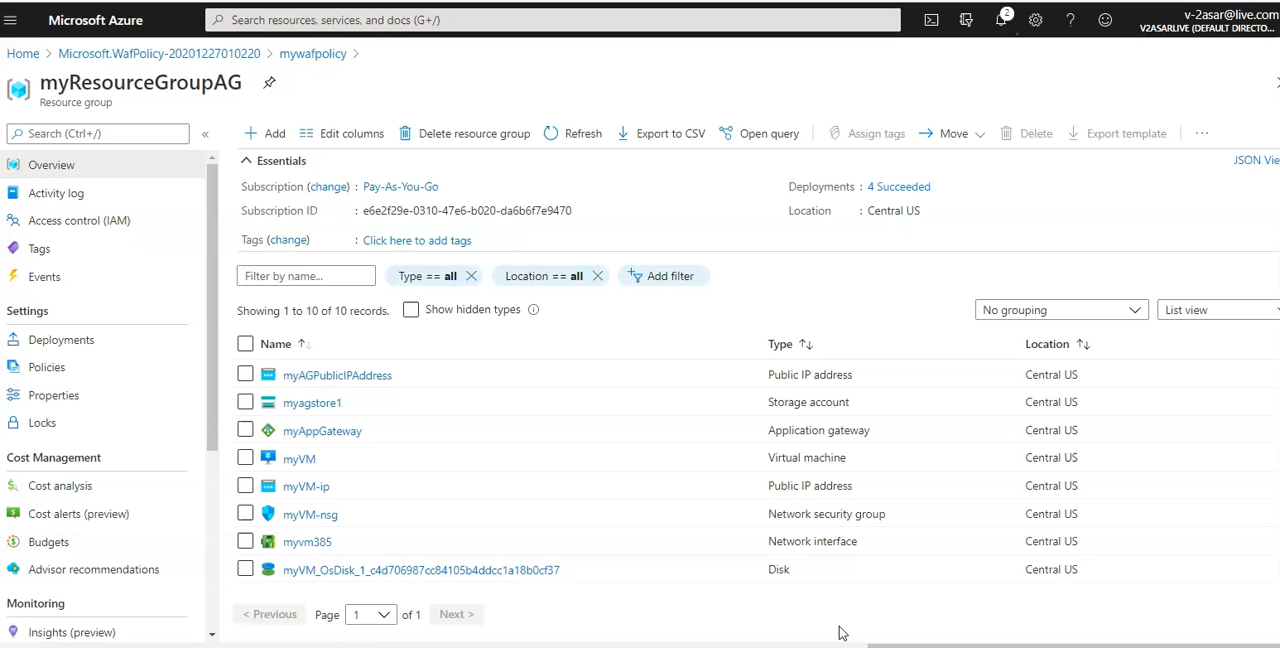 Microsoft Azure
Search resources, services, and docs (G+/)
2
v-2asar@live.com
V2ASARLIVE (DEFAULT DIRECTO...
Home > Microsoft.WafPolicy-20201227010220 > mywafpolicy >
myResourceGroupAG
Resource group
Search (Ctrl+/)
«
Add
Edit columns
Delete resource group
Refresh
Export to CSV
Open query
Assign tags
Move
Delete
Export template
...
Overview
Activity log
Access control (IAM)
Tags
Events
Settings
Deployments
Policies
Properties
Locks
Cost Management
Cost analysis
Cost alerts (preview)
Budgets
Advisor recommendations
Monitoring
Insights (preview)
Essentials
JSON Vie
Subscription (change) : Pay-As-You-Go
Deployments : 4 Succeeded
Subscription ID : e6e2f29e-0310-47e6-b020-da6b6f7e9470
Location : Central US
Tags (change) : Click here to add tags
Filter by name...
Type == all
Location == all
Add filter
Showing 1 to 10 of 10 records.
Show hidden types
No grouping
List view
Name Type Location
myAGPublicIPAddress Public IP address Central US
myagstore1 Storage account Central US
myAppGateway Application gateway Central US
myVM Virtual machine Central US
myVM-ip Public IP address Central US
myVM-nsg Network security group Central US
myvm385 Network interface Central US
myVM_OsDisk_1_c4d706987cc84105b4ddcc1a18b0cf37 Disk Central US
< Previous Page 1 of 1 Next >